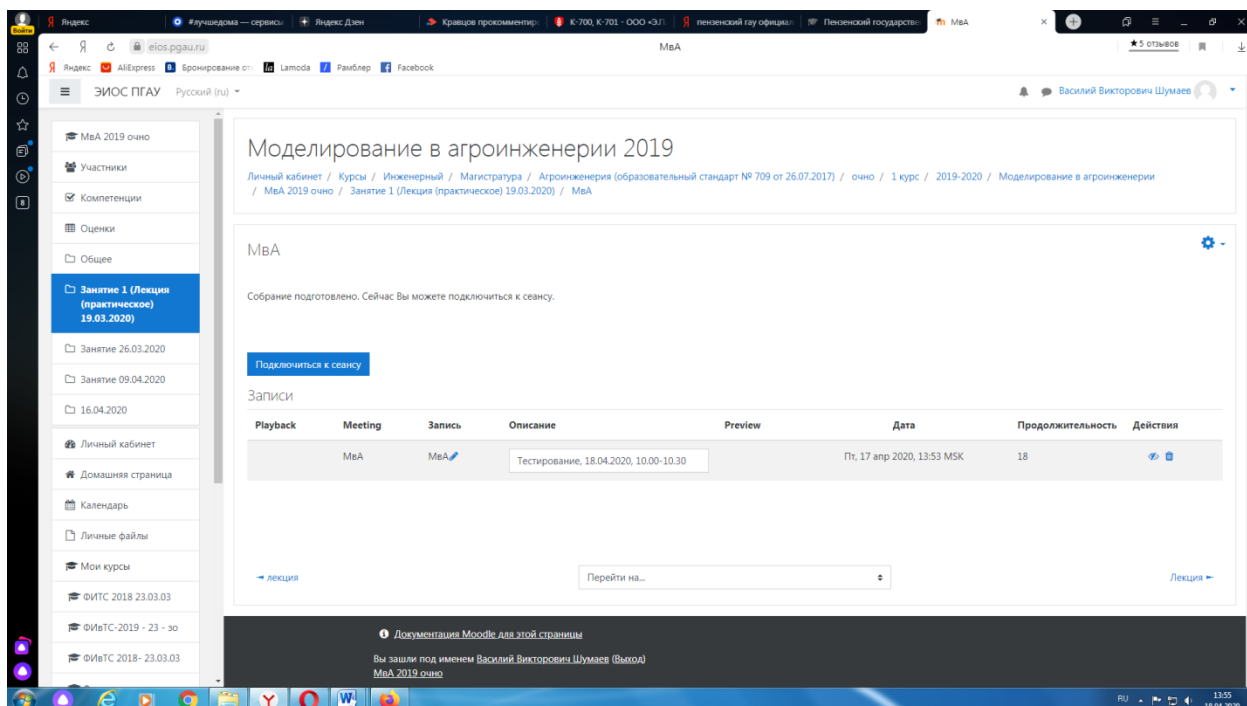 Яндекс
#лучшедома — сервисы
Яндекс Дзен
Кравцов прокомментир
К-700, К-701 - ООО «ЗЛ
пензенский гау официал
Пензенский государстве
МвА
Войти
eios.pgau.ru
МвА
★5 отзывов
Яндекс AliExpress Бронирование от Lamoda Рамблер Facebook
ЭИОС ПГАУ Русский (ru)
Василий Викторович Шумаев
МвА 2019 очно
Участники
Компетенции
Оценки
Общее
Занятие 1 (Лекция
(практическое)
19.03.2020)
Занятие 26.03.2020
Занятие 09.04.2020
16.04.2020
Личный кабинет
Домашняя страница
Календарь
Личные файлы
Мои курсы
ФИТС 2018 23.03.03
ФИвТС-2019 - 23 - зо
ФИвТС 2018- 23.03.03
Моделирование в агроинженерии 2019
Личный кабинет / Курсы / Инженерный / Магистратура / Агроинженерия (образовательный стандарт № 709 от 26.07.2017) / очно / 1 курс / 2019-2020 / Моделирование в агроинженерии
/ МвА 2019 очно / Занятие 1 (Лекция (практическое) 19.03.2020) / МвА
МвА
Собрание подготовлено. Сейчас Вы можете подключиться к сеансу.
Подключиться к сеансу
Записи
Playback Meeting Запись Описание Preview Дата Продолжительность Действия
МвА МвА Тестирование, 18.04.2020, 10.00-10.30 Пт, 17 апр 2020, 13:53 MSK 18
лекция
Перейти на...
Лекция
Документация Moodle для этой страницы
Вы зашли под именем Василий Викторович Шумаев (Выход)
МвА 2019 очно
RU
13:55
18.04.2020